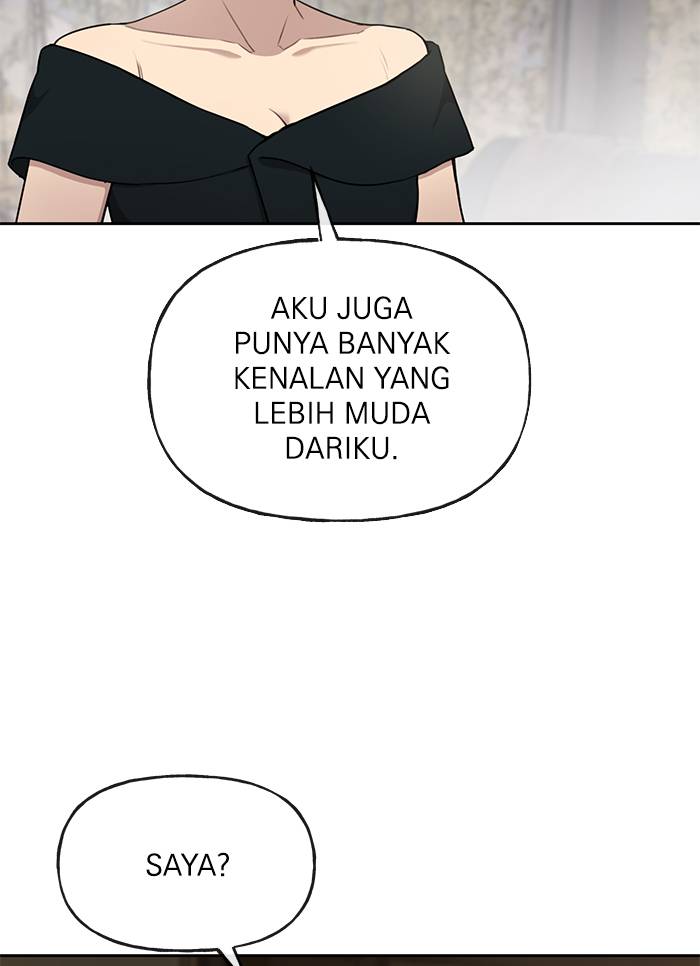 AKU JUGA
PUNYA BANYAK
KENALAN YANG
LEBIH MUDA
DARIKU.
SAYA?